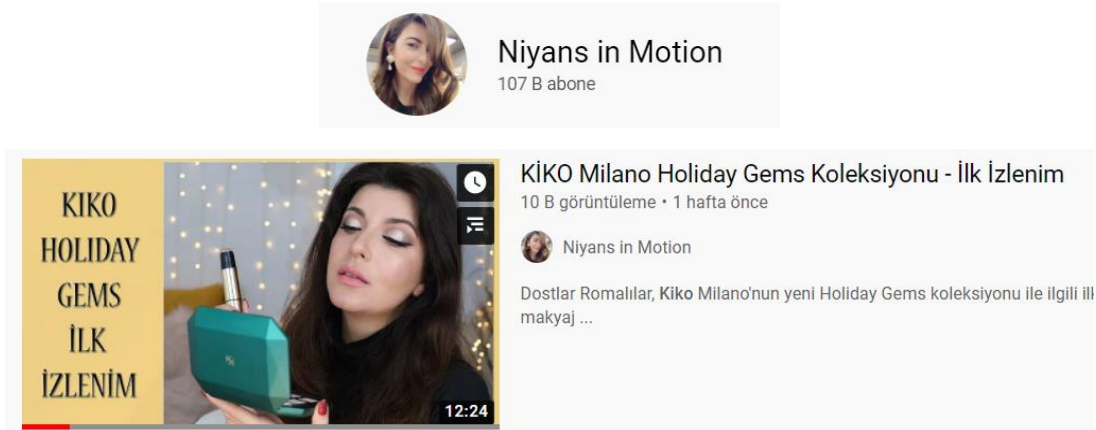 Niyans in Motion
107 B abone
KIKO
HOLIDAY
GEMS
İLK
İZLENİM
12:24
KİKO Milano Holiday Gems Koleksiyonu - İlk İzlenim
10 B görüntüleme • 1 hafta önce
Niyans in Motion
Dostlar Romalılar, Kiko Milano'nun yeni Holiday Gems koleksiyonu ile ilgili ilk
makyaj ...